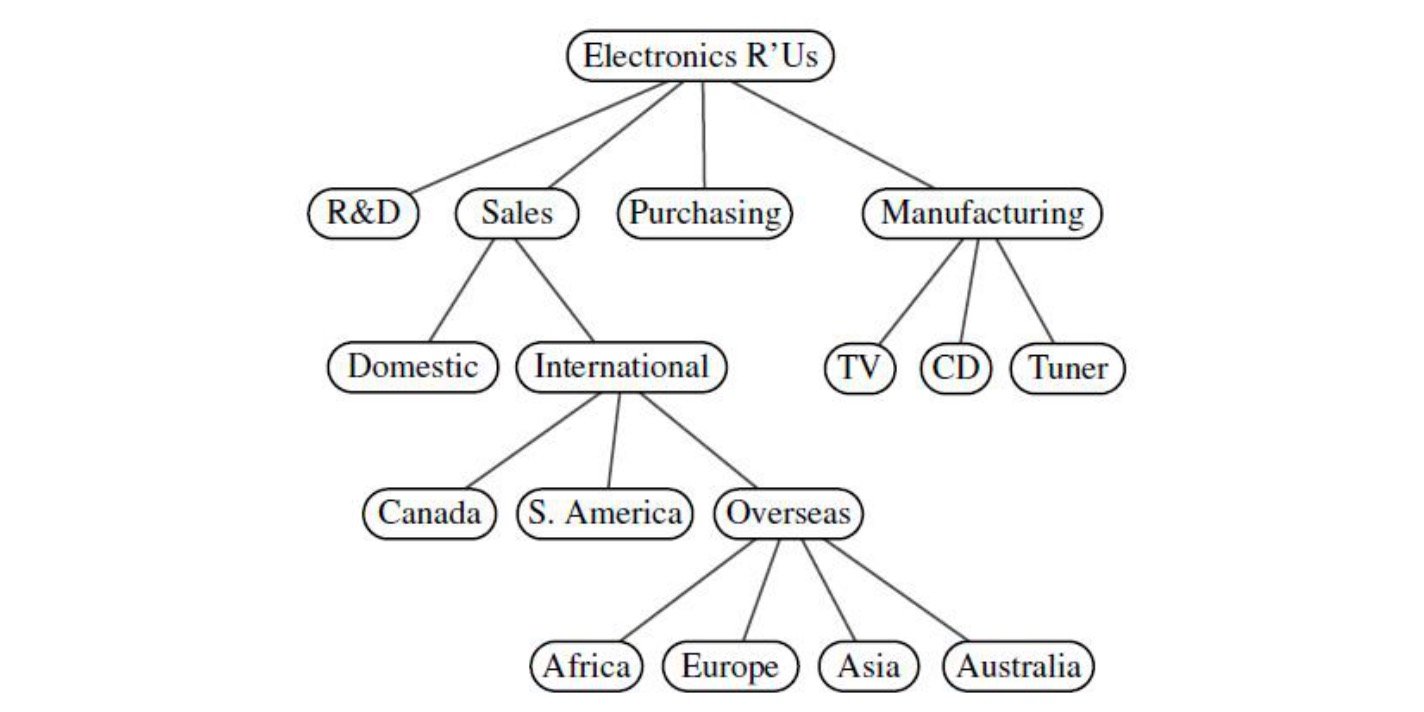 Electronics R'Us
R&D Sales Purchasing Manufacturing
Domestic International TV CD Tuner
Canada S. America Overseas
Africa Europe Asia Australia